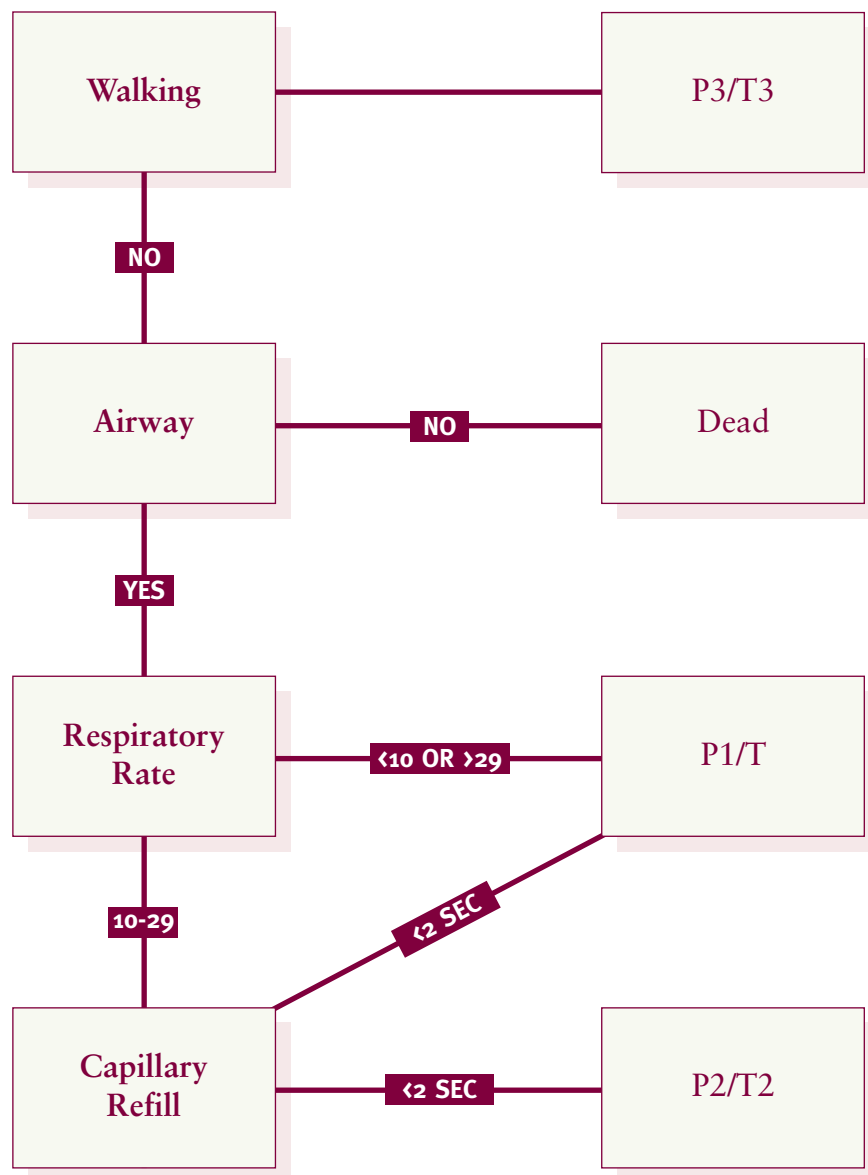 Walking
P3/T3
NO
Airway
NO
Dead
YES
Respiratory
Rate
<10 OR >29
P1/T
10-29
<2 SEC
Capillary
Refill
<2 SEC
P2/T2